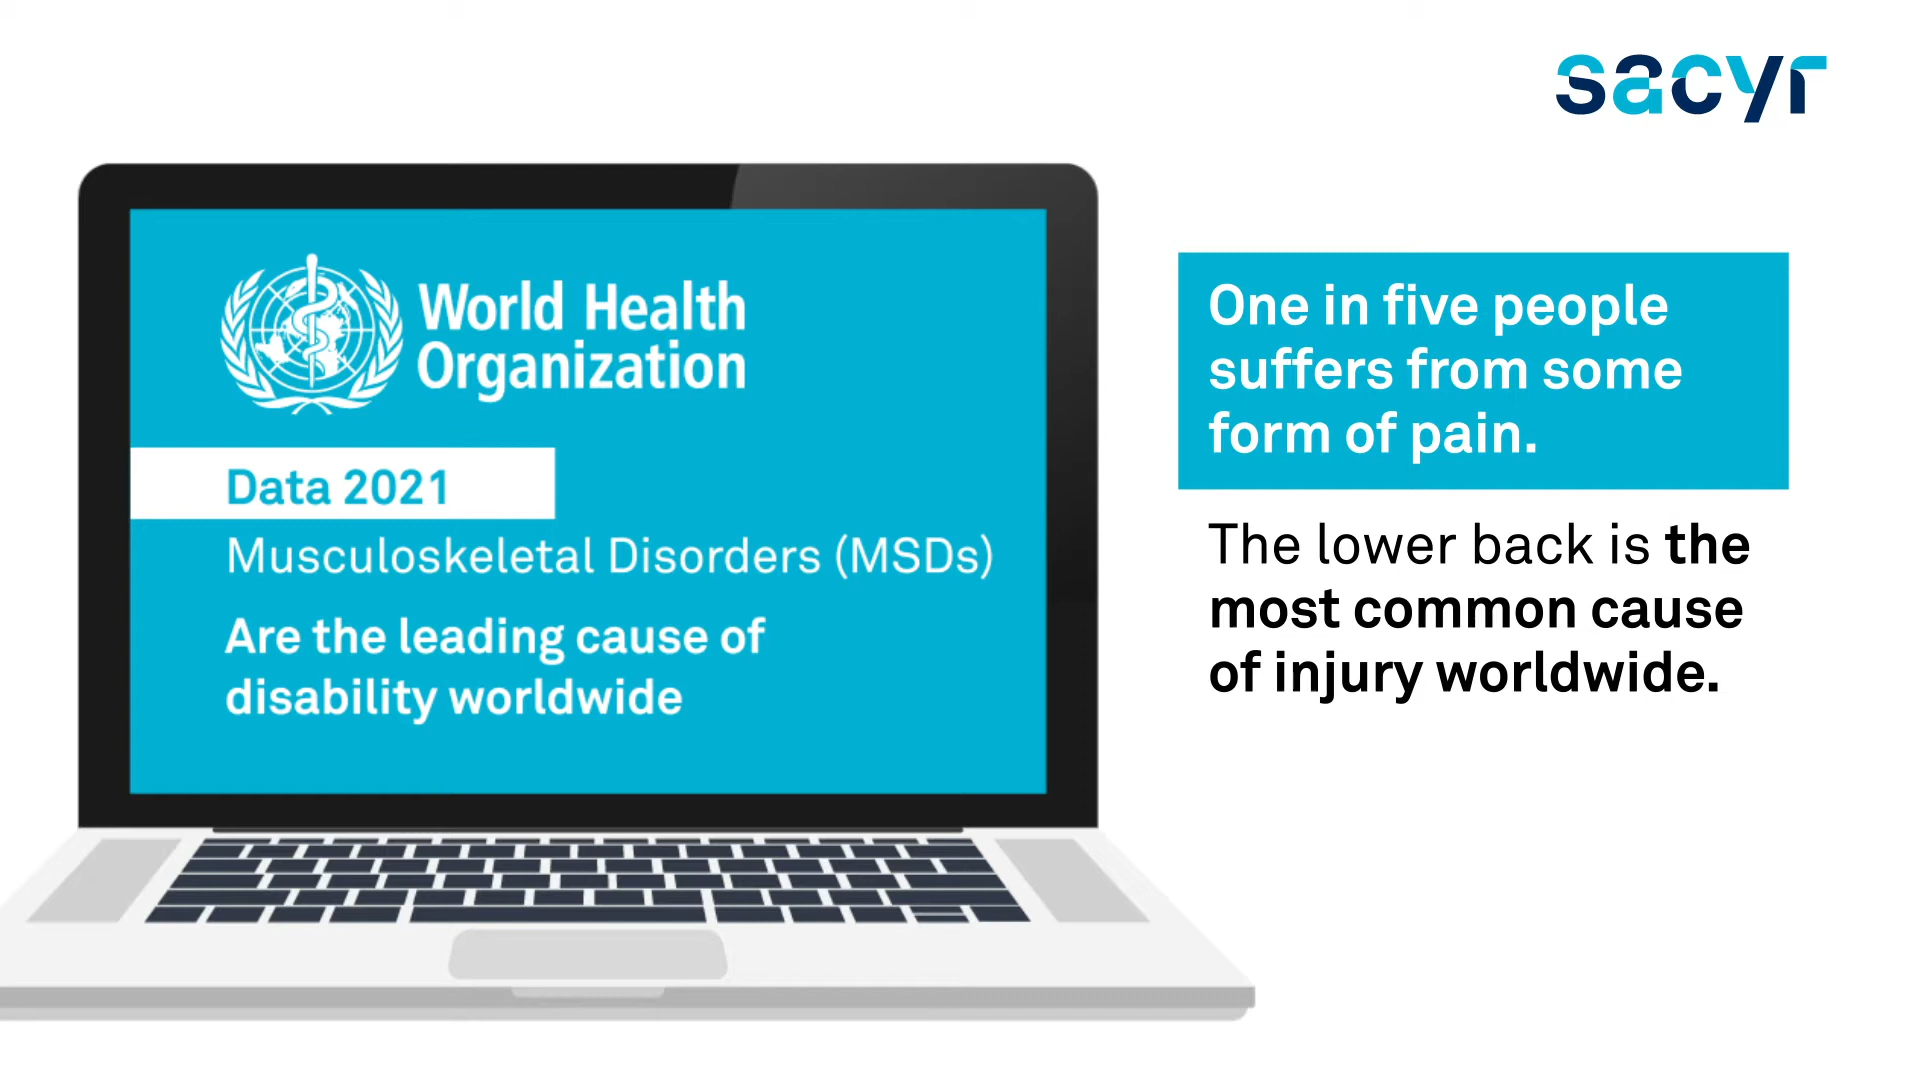 sacyr
World Health
Organization
Data 2021
Musculoskeletal Disorders (MSDs)
Are the leading cause of
disability worldwide
One in five people
suffers from some
form of pain.
The lower back is the
most common cause
of injury worldwide.